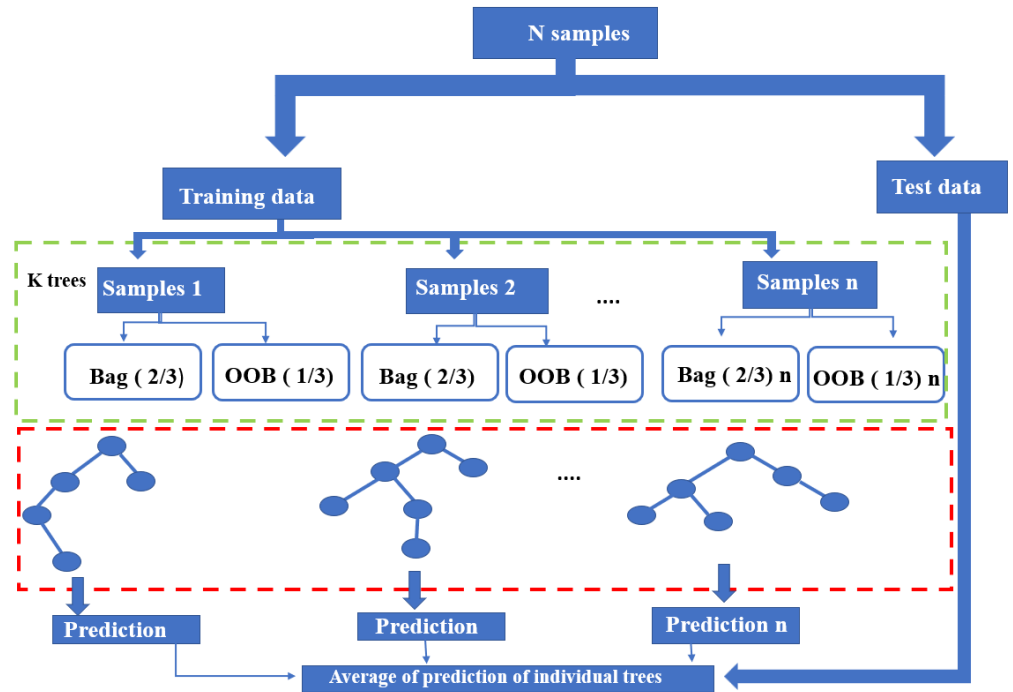 N samples
Training data
Test data
K trees
Samples 1
Samples 2
....
Samples n
Bag ( 2/3)
OOB ( 1/3)
Bag ( 2/3)
OOB ( 1/3)
Bag ( 2/3) n
OOB ( 1/3) n
....
Prediction
Prediction
Prediction n
Average of prediction of individual trees